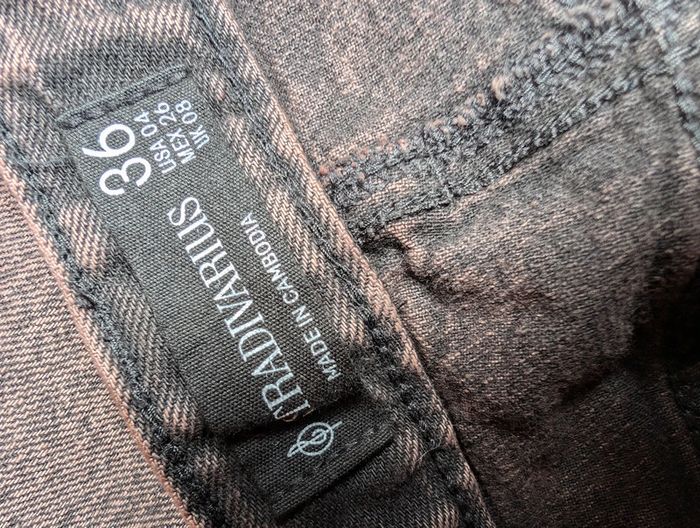 STRADIVARIUS
MADE IN CAMBODIA
36
USA 04
MEX 26
UK 08